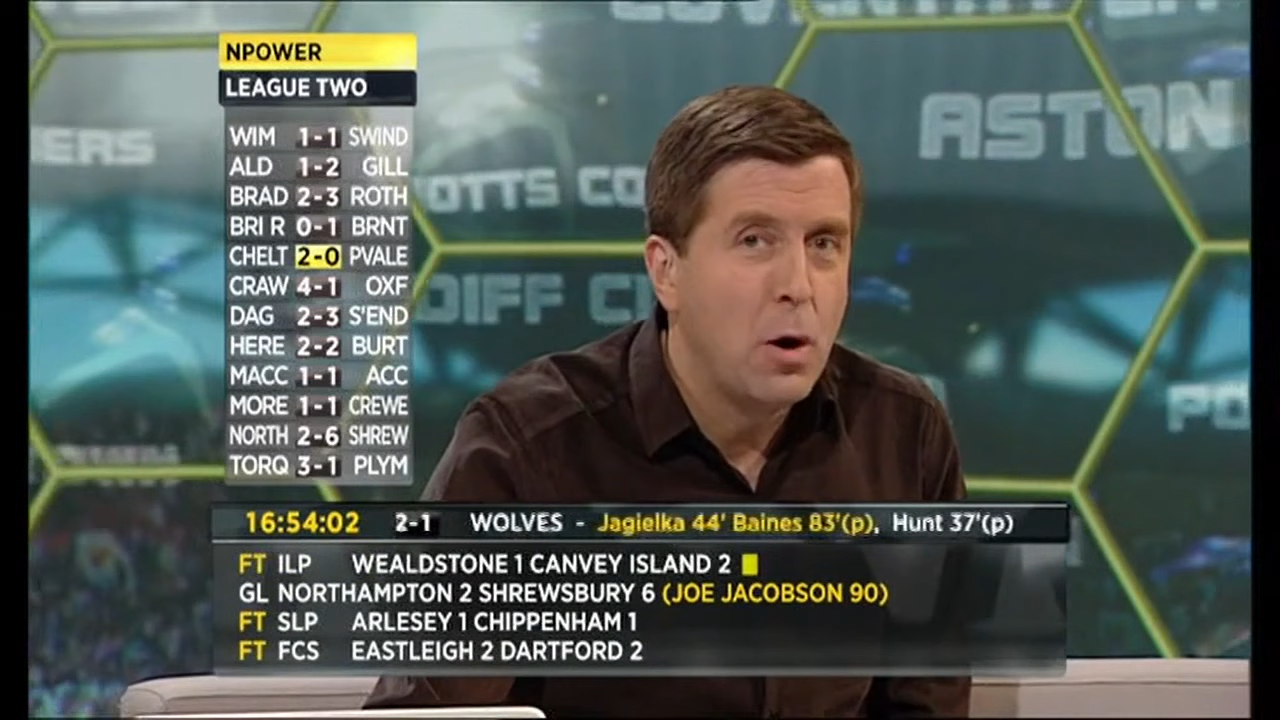 COVENTRY
NPOWER
LEAGUE TWO
WIM 1-1 SWIND
ALD 1-2 GILL
BRAD 2-3 ROTH
BRI R 0-1 BRNT
CHELT 2-0 PVALE
CRAW 4-1 OXF
DAG 2-3 S'END
HERE 2-2 BURT
MACC 1-1 ACC
MORE 1-1 CREWE
NORTH 2-6 SHREW
TORQ 3-1 PLYM
ERS
OTTS CO
ASTON
DIFF CI
PO
16:54:02 2-1 WOLVES - Jagielka 44' Baines 83'(p), Hunt 37'(p)
FT ILP WEALDSTONE 1 CANVEY ISLAND 2
GL NORTHAMPTON 2 SHREWSBURY 6 (JOE JACOBSON 90)
FT SLP ARLESEY 1 CHIPPENHAM 1
FT FCS EASTLEIGH 2 DARTFORD 2